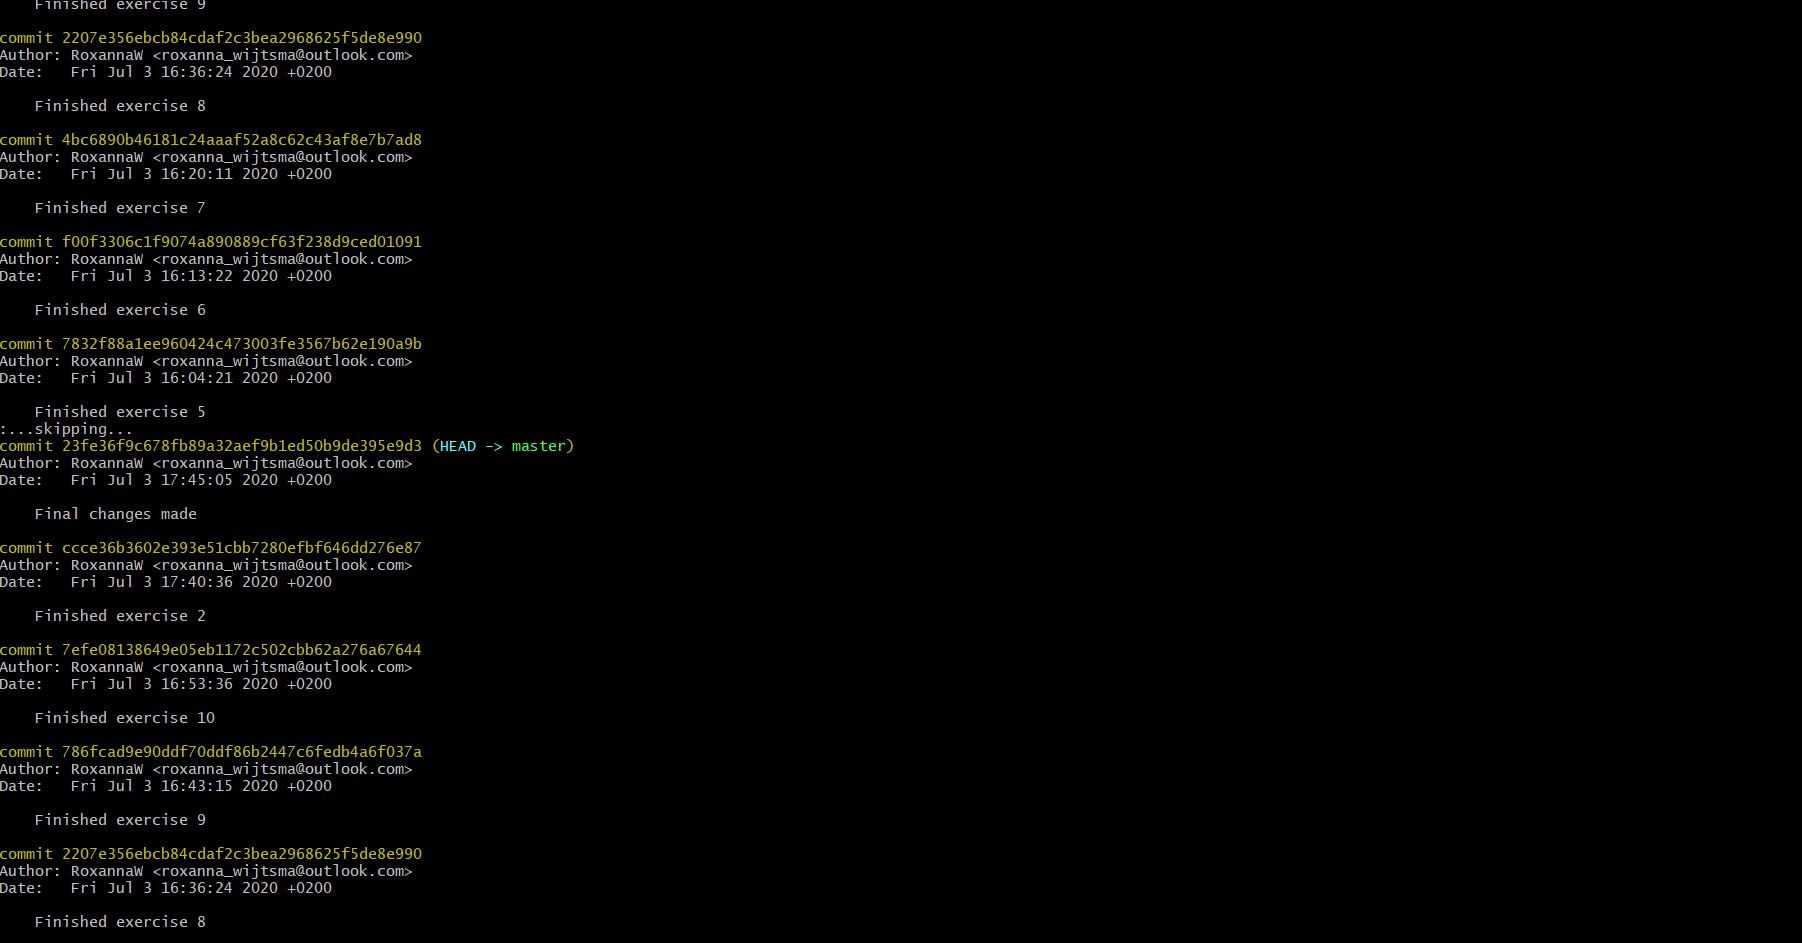 Finished exercise 9
commit 2207e356ebcb84cdaf2c3bea2968625f5de8e990
Author: RoxannaW <roxanna_wijtsma@outlook.com>
Date:   Fri Jul 3 16:36:24 2020 +0200
Finished exercise 8
commit 4bc6890b46181c24aaaf52a8c62c43af8e7b7ad8
Author: RoxannaW <roxanna_wijtsma@outlook.com>
Date:   Fri Jul 3 16:20:11 2020 +0200
Finished exercise 7
commit f00f3306c1f9074a890889cf63f238d9ced01091
Author: RoxannaW <roxanna_wijtsma@outlook.com>
Date:   Fri Jul 3 16:13:22 2020 +0200
Finished exercise 6
commit 7832f88a1ee960424c473003fe3567b62e190a9b
Author: RoxannaW <roxanna_wijtsma@outlook.com>
Date:   Fri Jul 3 16:04:21 2020 +0200
Finished exercise 5
:...skipping...
commit 23fe36f9c678fb89a32aef9b1ed50b9de395e9d3 (HEAD -> master)
Author: RoxannaW <roxanna_wijtsma@outlook.com>
Date:   Fri Jul 3 17:45:05 2020 +0200
Final changes made
commit ccce36b3602e393e51cbb7280efbf646dd276e87
Author: RoxannaW <roxanna_wijtsma@outlook.com>
Date:   Fri Jul 3 17:40:36 2020 +0200
Finished exercise 2
commit 7efe08138649e05eb1172c502cbb62a276a67644
Author: RoxannaW <roxanna_wijtsma@outlook.com>
Date:   Fri Jul 3 16:53:36 2020 +0200
Finished exercise 10
commit 786fcad9e90ddf70ddf86b2447c6fedb4a6f037a
Author: RoxannaW <roxanna_wijtsma@outlook.com>
Date:   Fri Jul 3 16:43:15 2020 +0200
Finished exercise 9
commit 2207e356ebcb84cdaf2c3bea2968625f5de8e990
Author: RoxannaW <roxanna_wijtsma@outlook.com>
Date:   Fri Jul 3 16:36:24 2020 +0200
Finished exercise 8